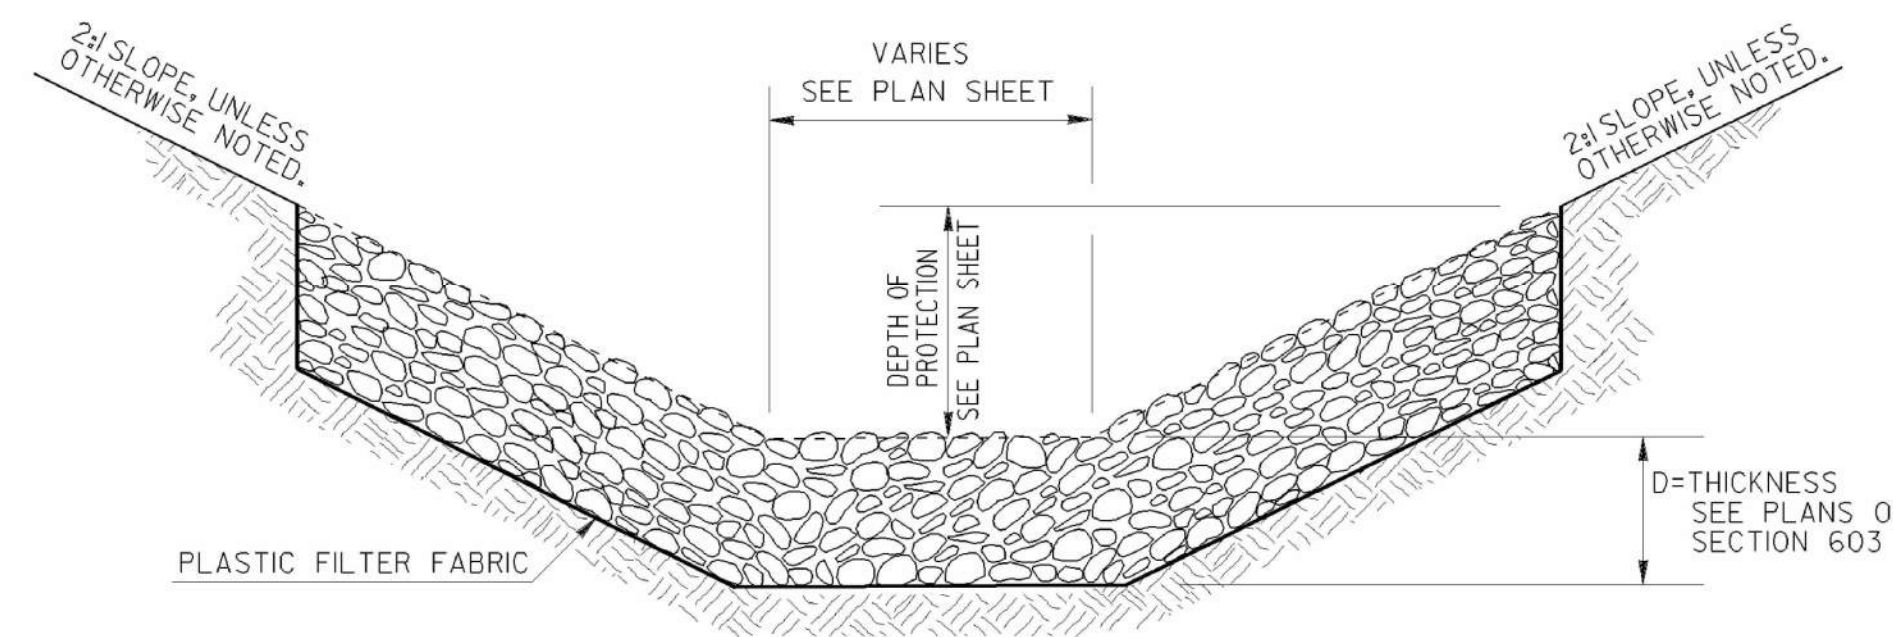 2:1 SLOPE, UNLESS
OTHERWISE NOTED.
VARIES
SEE PLAN SHEET
2:1 SLOPE, UNLESS
OTHERWISE NOTED.
DEPTH OF
PROTECTION
SEE PLAN SHEET
D=THICKNESS
SEE PLANS O
SECTION 603
PLASTIC FILTER FABRIC